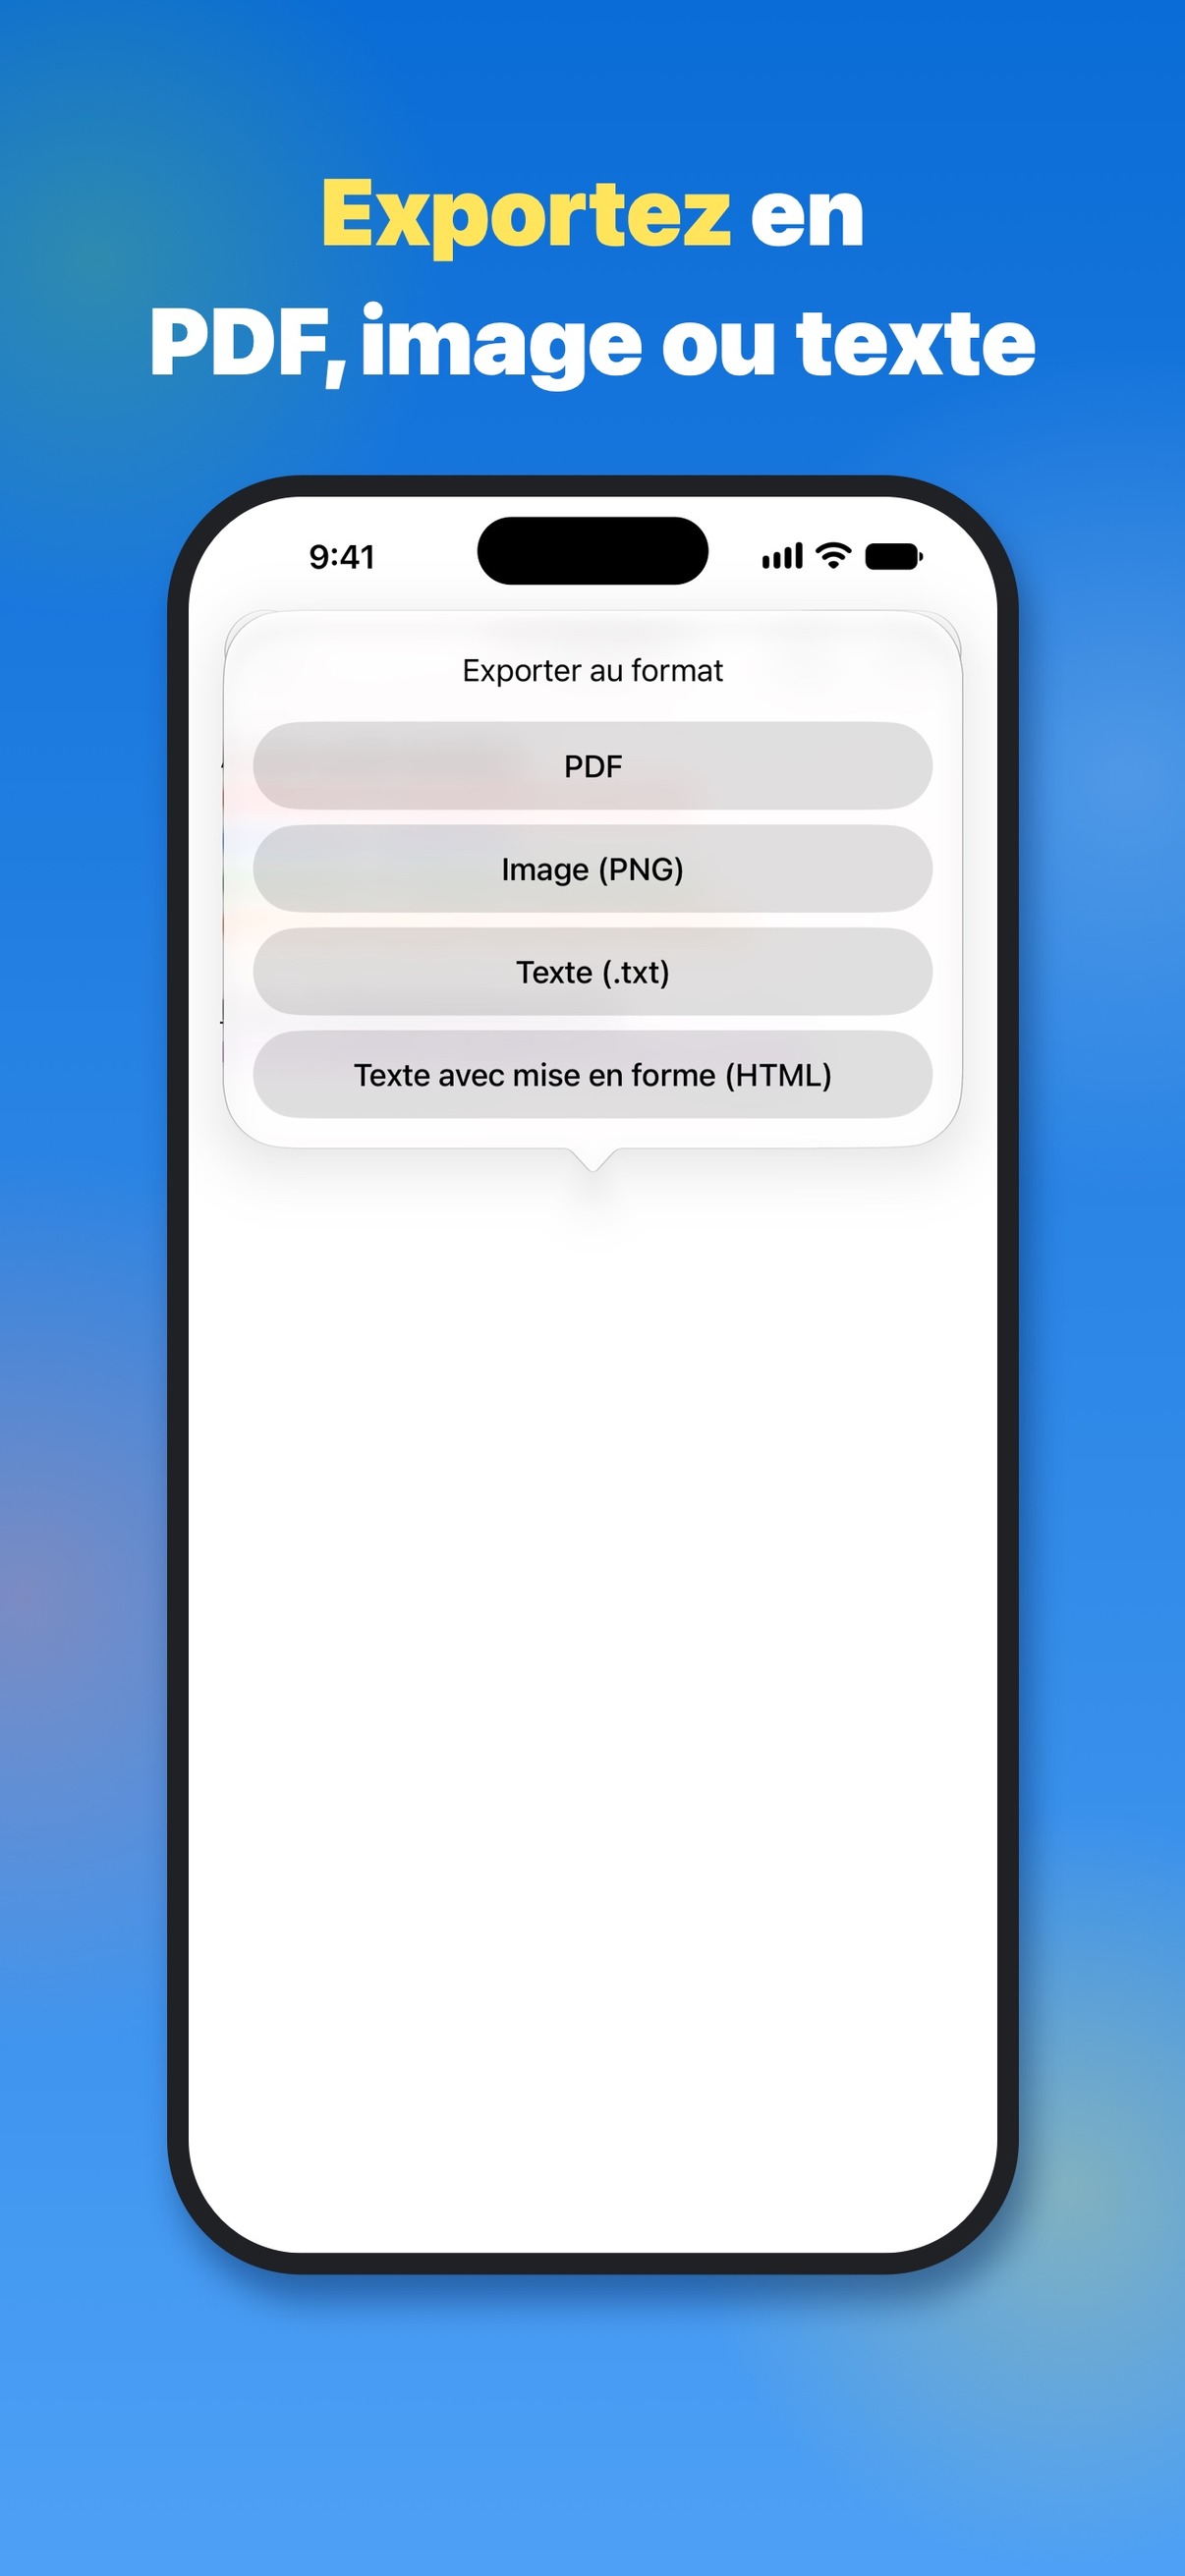 Exportez en
PDF, image ou texte
9:41
Exporter au format
PDF
Image (PNG)
Texte (.txt)
Texte avec mise en forme (HTML)